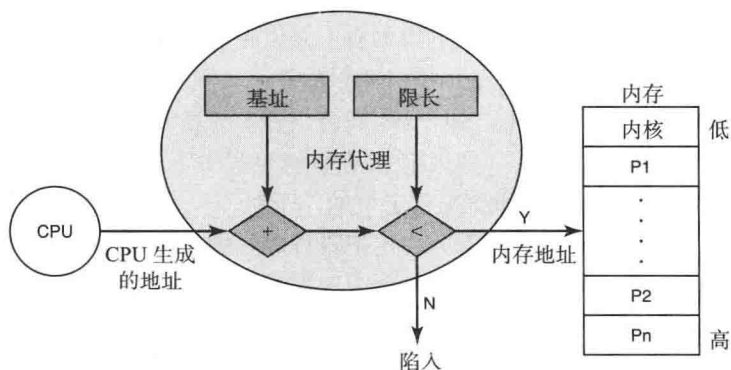 基址
限长
内存代理
CPU
CPU 生成
的地址
+
<
Y
内存地址
N
陷入
内存
内核
低
P1
P2
Pn
高